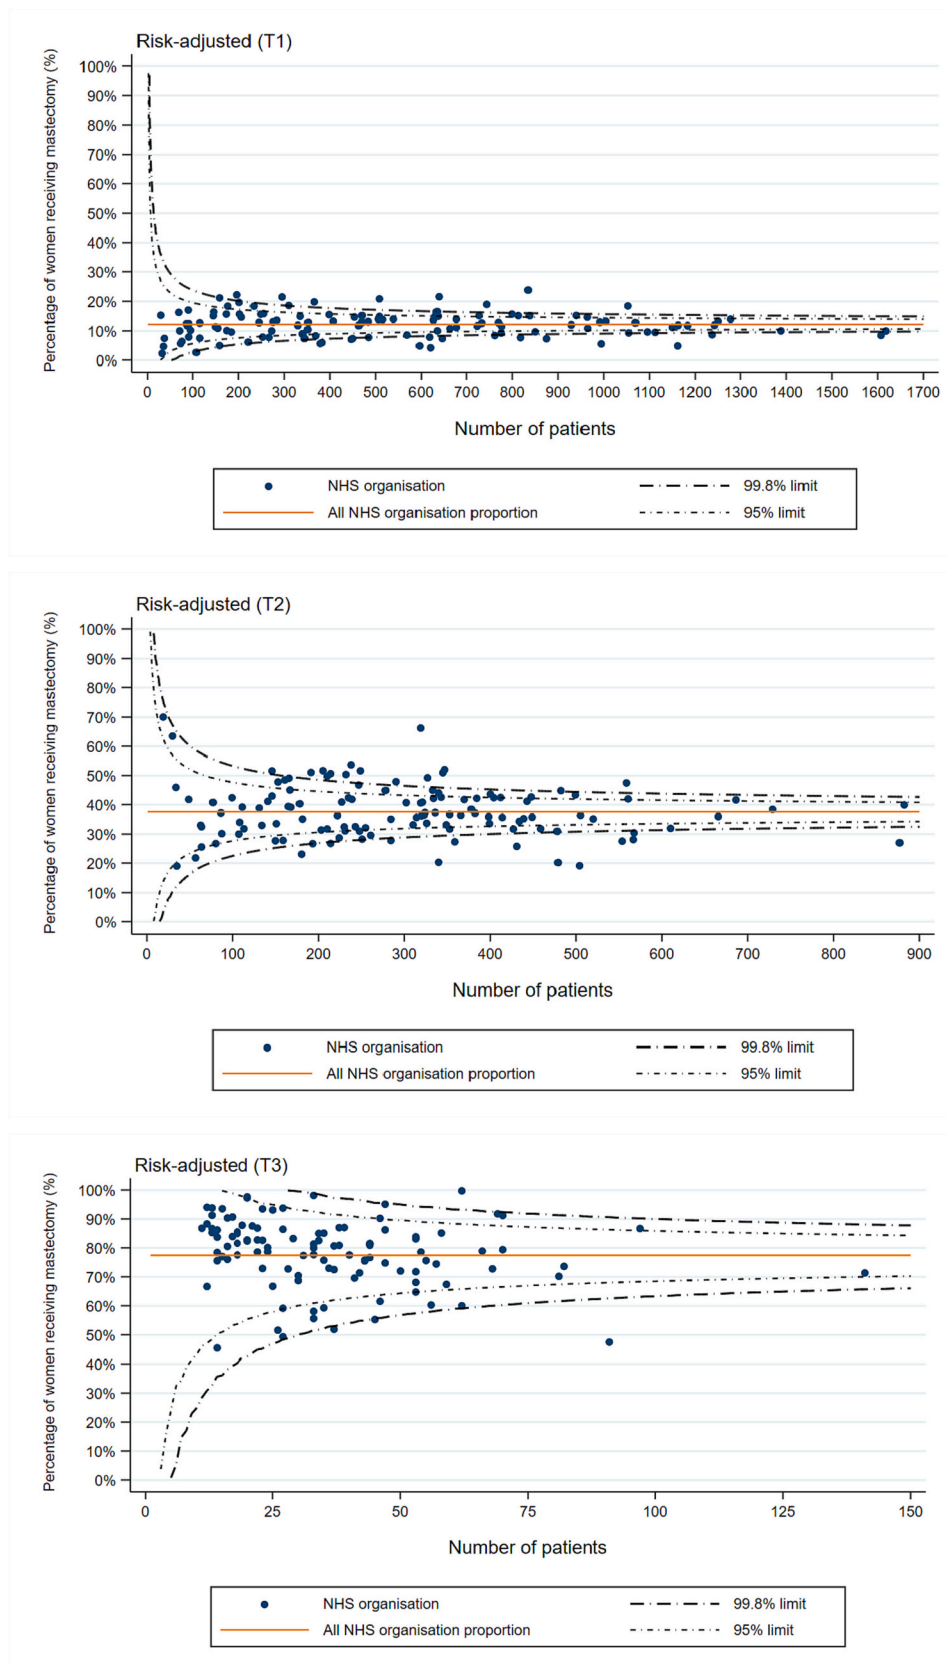 Risk-adjusted (T1)
Percentage of women receiving mastectomy (%)
100%
90%
80%
70%
60%
50%
40%
30%
20%
10%
0%
0 100 200 300 400 500 600 700 800 900 1000 1100 1200 1300 1400 1500 1600 1700
Number of patients
NHS organisation 99.8% limit
All NHS organisation proportion 95% limit
Risk-adjusted (T2)
Percentage of women receiving mastectomy (%)
100%
90%
80%
70%
60%
50%
40%
30%
20%
10%
0%
0 100 200 300 400 500 600 700 800 900
Number of patients
NHS organisation 99.8% limit
All NHS organisation proportion 95% limit
Risk-adjusted (T3)
Percentage of women receiving mastectomy (%)
100%
90%
80%
70%
60%
50%
40%
30%
20%
10%
0%
0 25 50 75 100 125 150
Number of patients
NHS organisation 99.8% limit
All NHS organisation proportion 95% limit